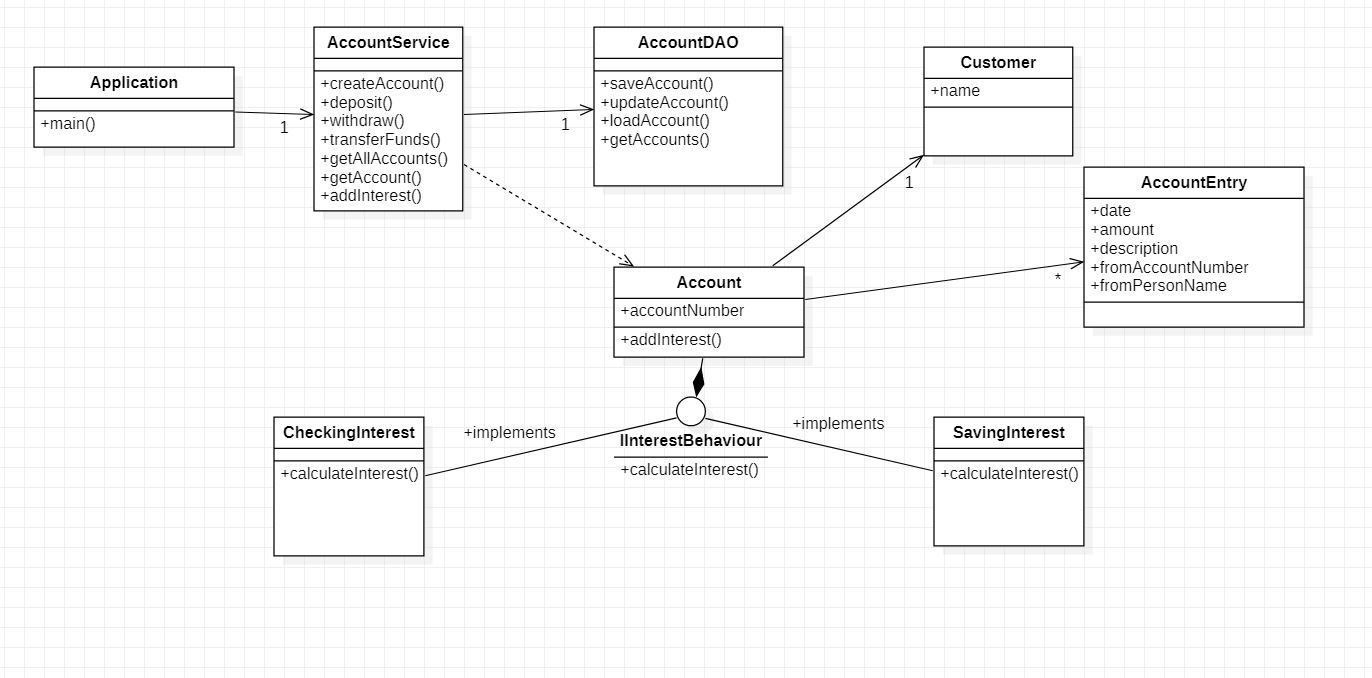 Application
+main()
1
AccountService
+createAccount()
+deposit()
+withdraw()
+transferFunds()
+getAllAccounts()
+getAccount()
+addInterest()
1
AccountDAO
+saveAccount()
+updateAccount()
+loadAccount()
+getAccounts()
Customer
+name
1
AccountEntry
+date
+amount
+description
+fromAccountNumber
+fromPersonName
*
Account
+accountNumber
+addInterest()
CheckingInterest
+calculateInterest()
+implements
IInterestBehaviour
+calculateInterest()
+implements
SavingInterest
+calculateInterest()